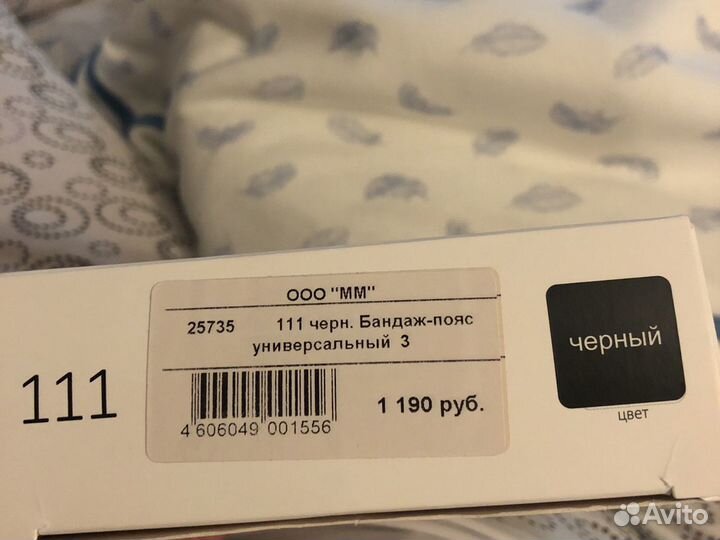 ООО "ММ"
25735 111 черн. Бандаж-пояс
универсальный 3
111
1 190 руб.
4 606049 001556
черный
цвет
Avito